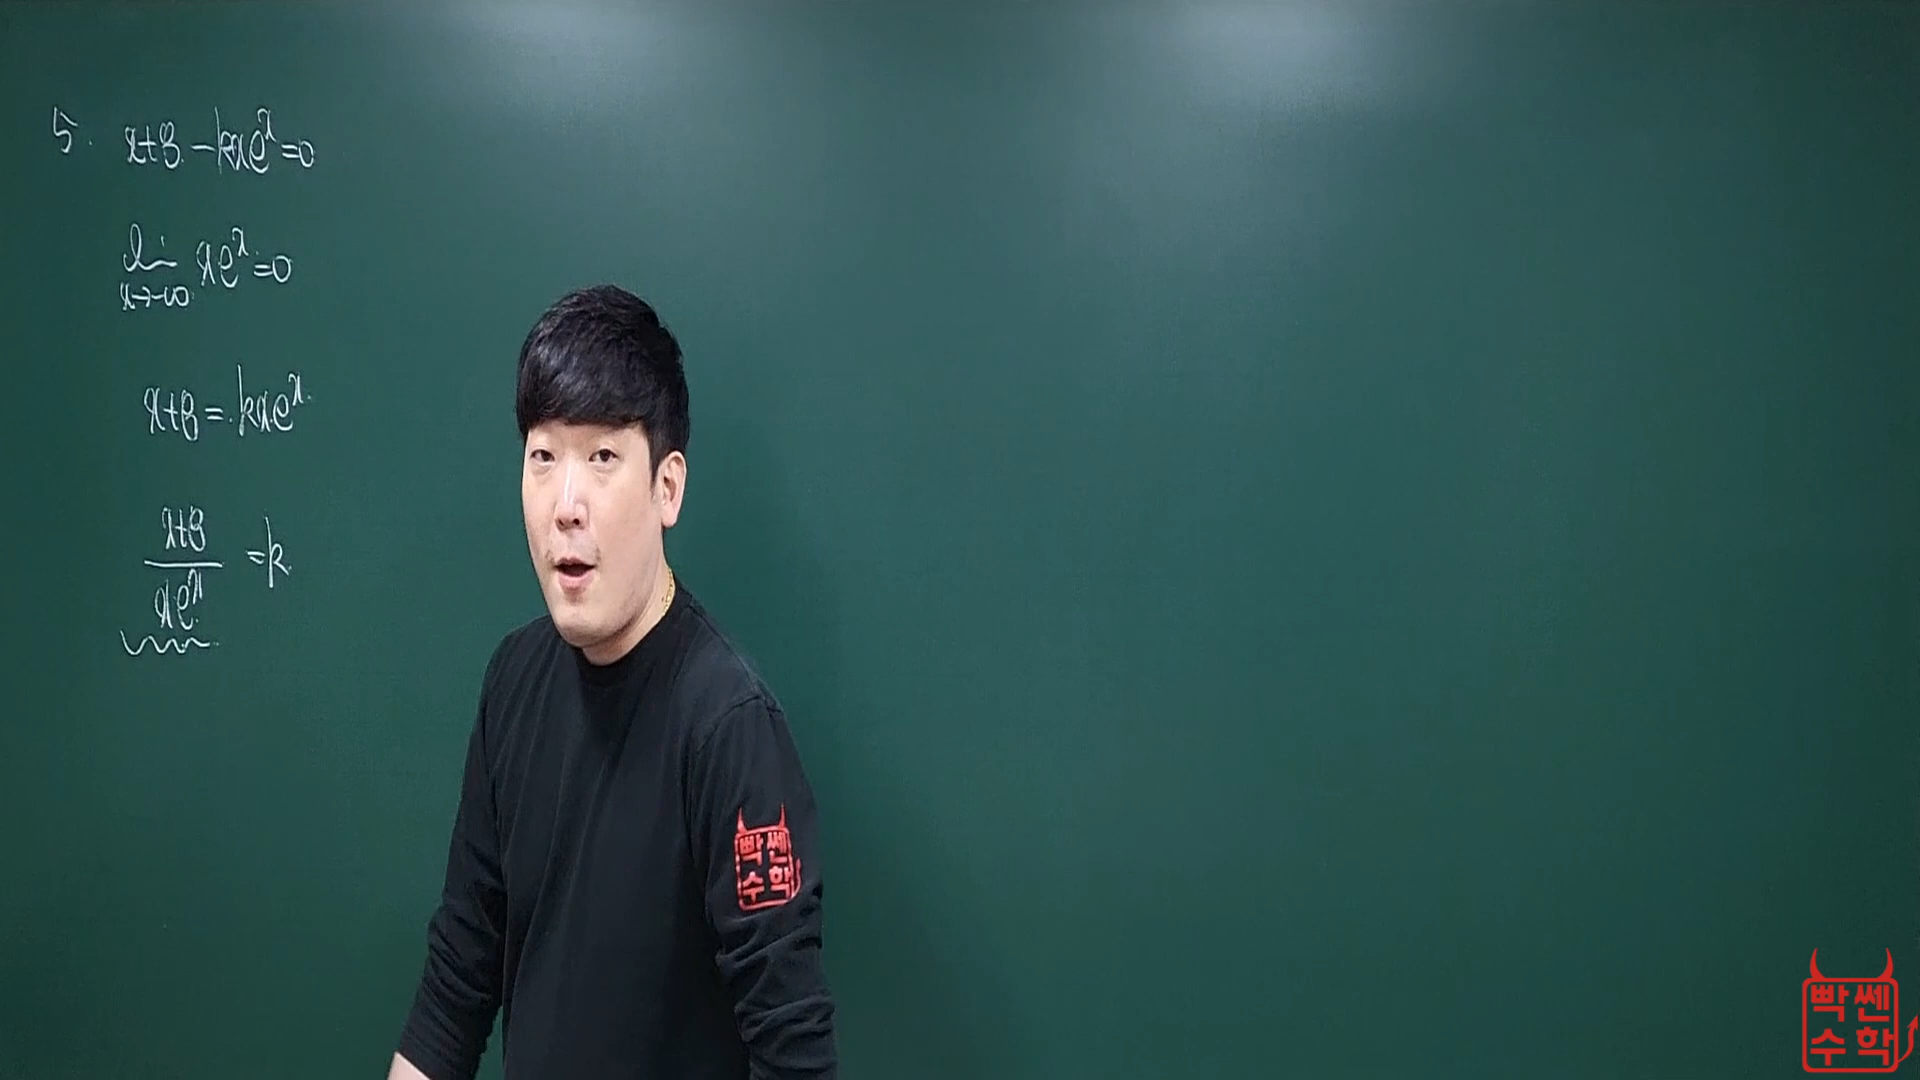 5. x+8-kxe^x=0
lim x→-∞ xe^x=0
x+8=kxe^x
x+8
xe^x
=k
빡쎈
수학
빡쎈
수학